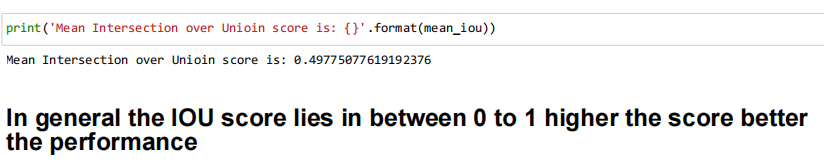 print('Mean Intersection over Unioin score is: {}'.format(mean_iou))
Mean Intersection over Unioin score is: 0.49775077619192376
In general the IOU score lies in between 0 to 1 higher the score better
the performance